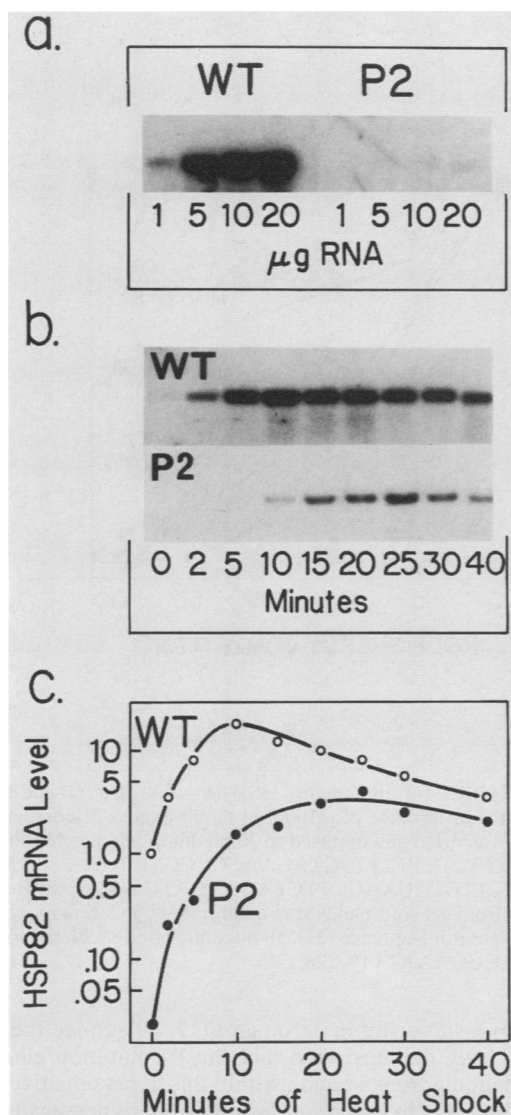 a.
WT P2
1 5 10 20 1 5 10 20
μg RNA
b.
WT
P2
0 2 5 10 15 20 25 30 40
Minutes
C.
WT
P2
HSP82 mRNA Level
10
5
1.0
0.5
.10
.05
0 10 20 30 40
Minutes of Heat Shock